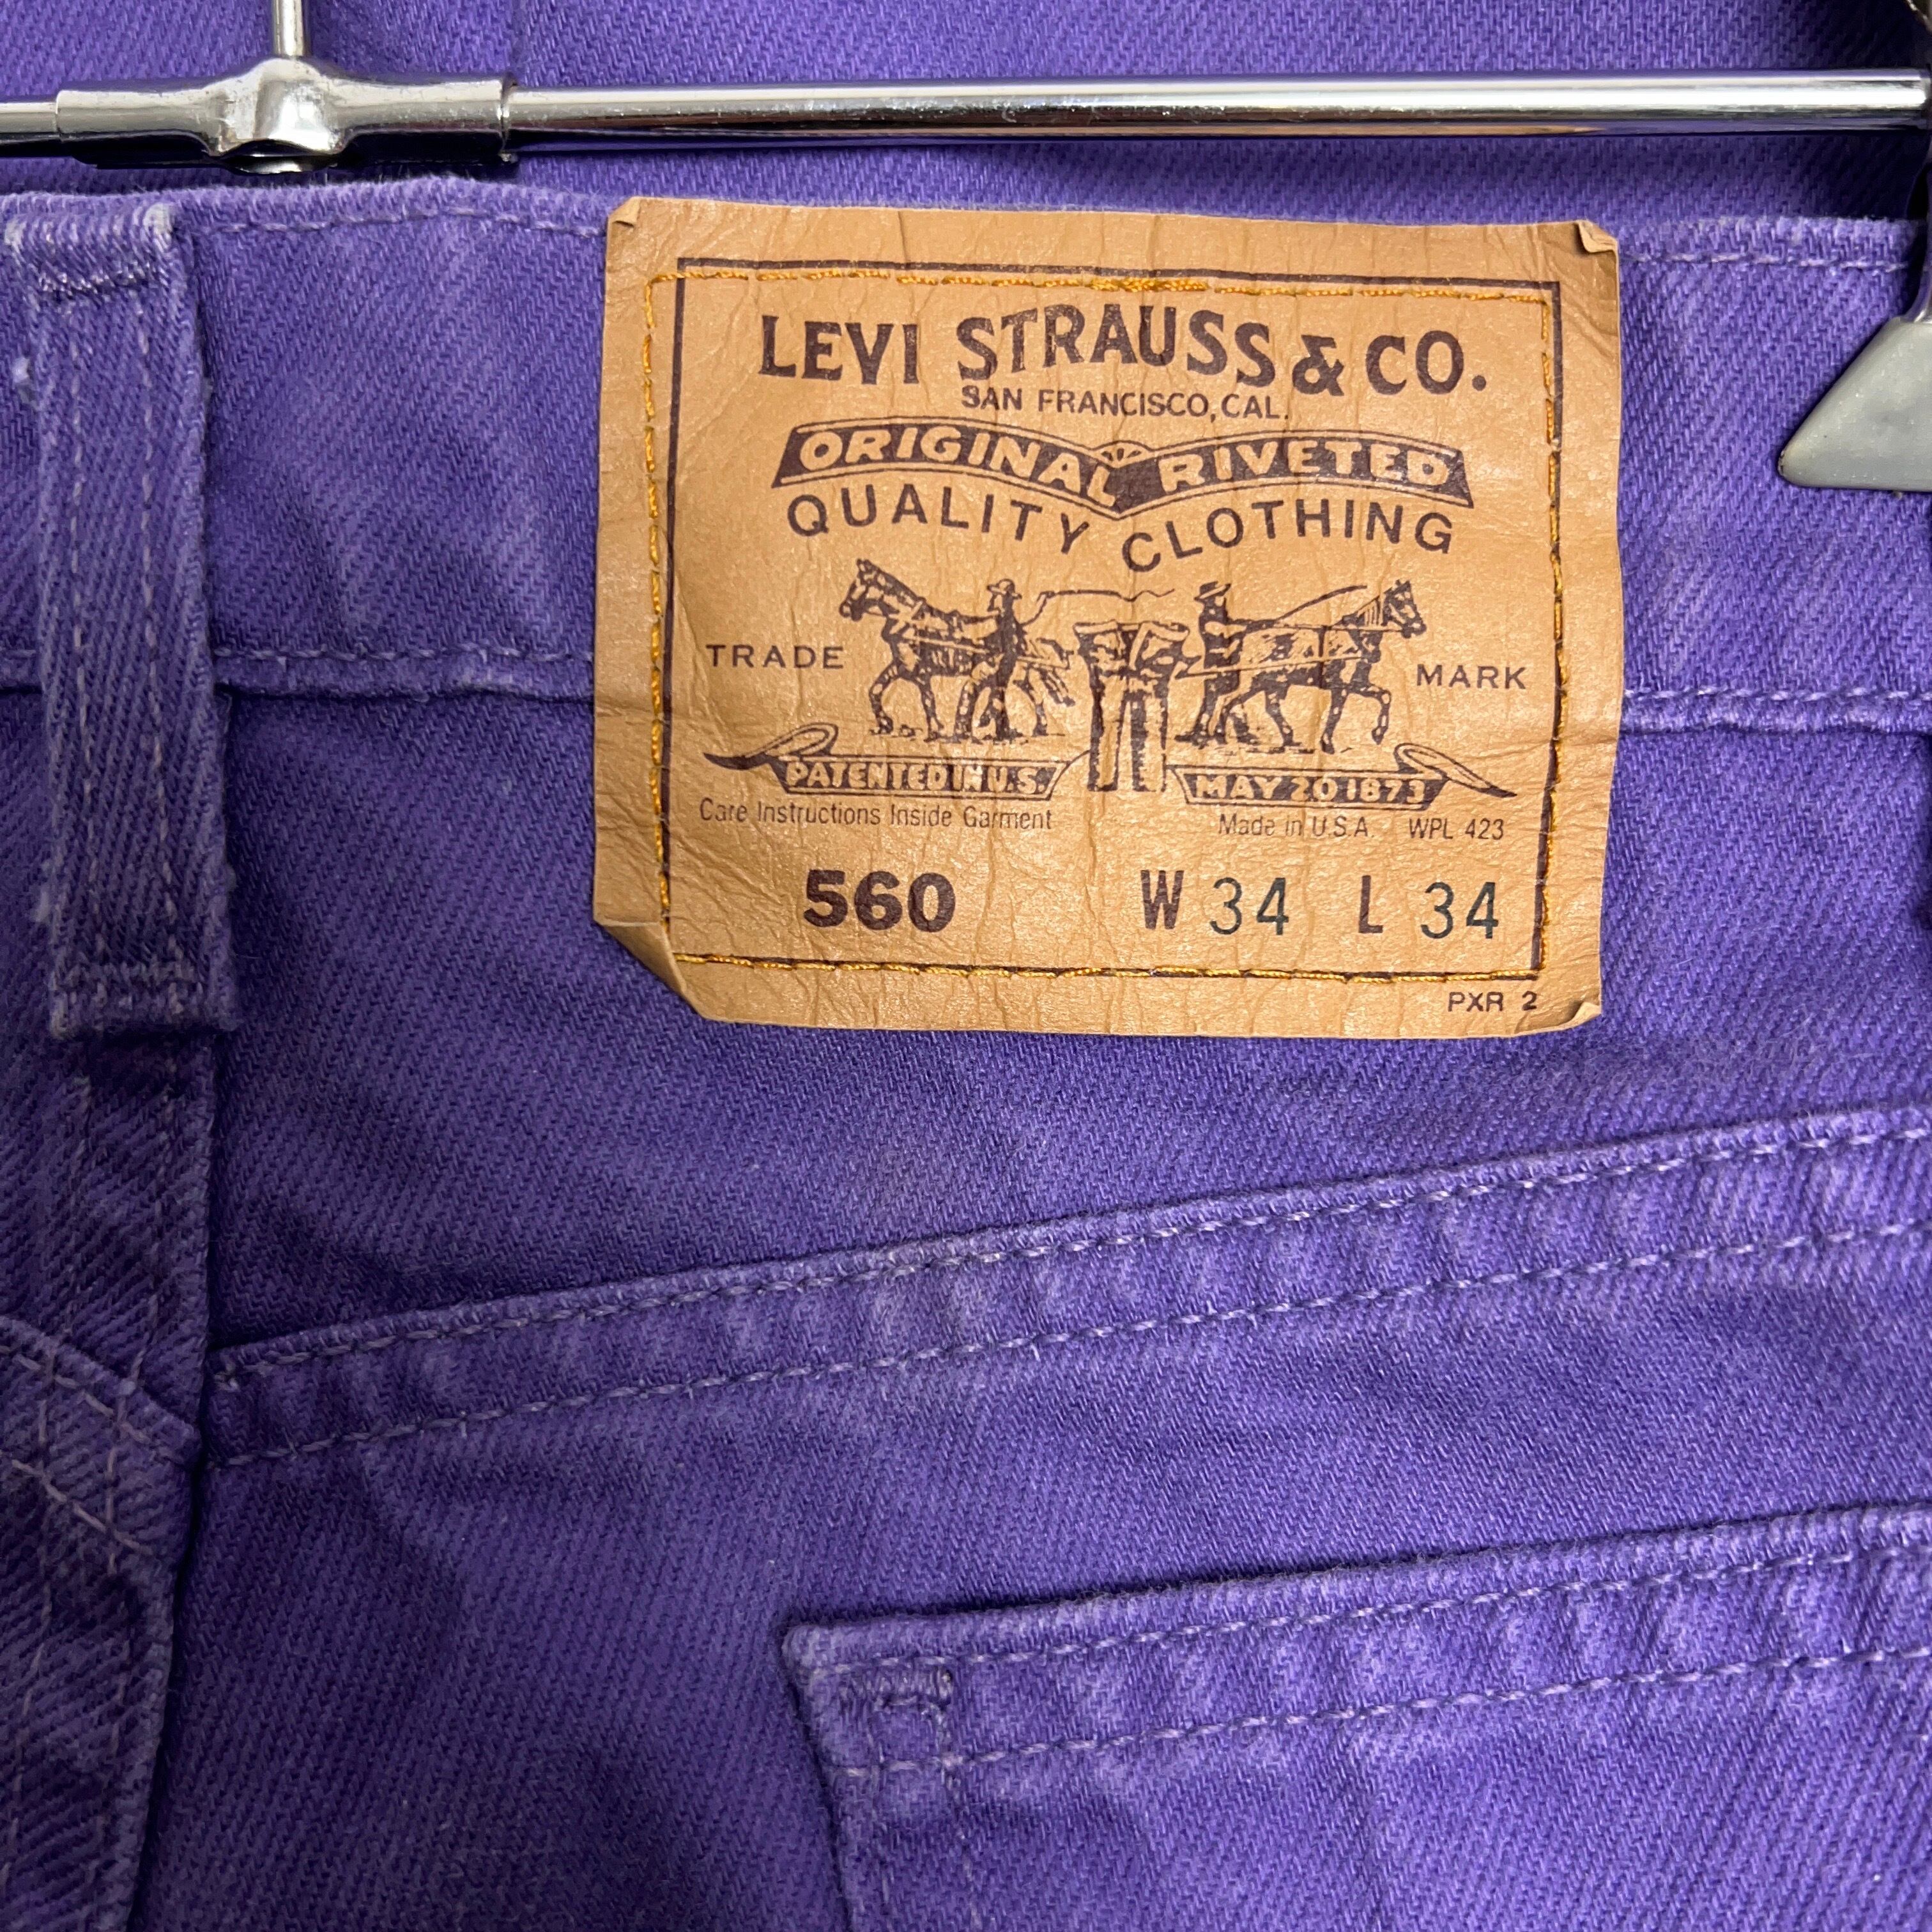 LEVI STRAUSS & CO.
SAN FRANCISCO, CAL.
ORIGINAL RIVETED
QUALITY CLOTHING
TRADE MARK
PATENTED IN U.S. MAY 20 1873
Care Instructions Inside Garment Made in U.S.A. WPL 423
560 W 34 L 34
PXR 2